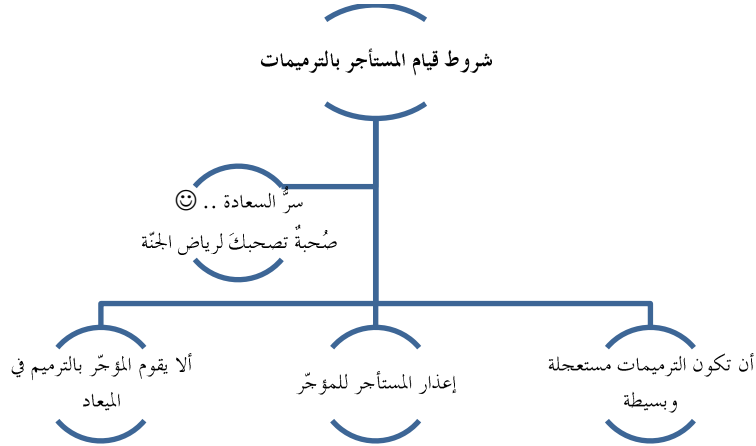 شروط قيام المستأجر بالترميمات
سرُّ السعادة .. ☺
صُحبةٌ تصحبكَ لرياض الجنّة
أن تكون الترميمات مستعجلة
وبسيطة
إعذار المستأجر للمؤجّر
ألا يقوم المؤجّر بالترميم في
الميعاد